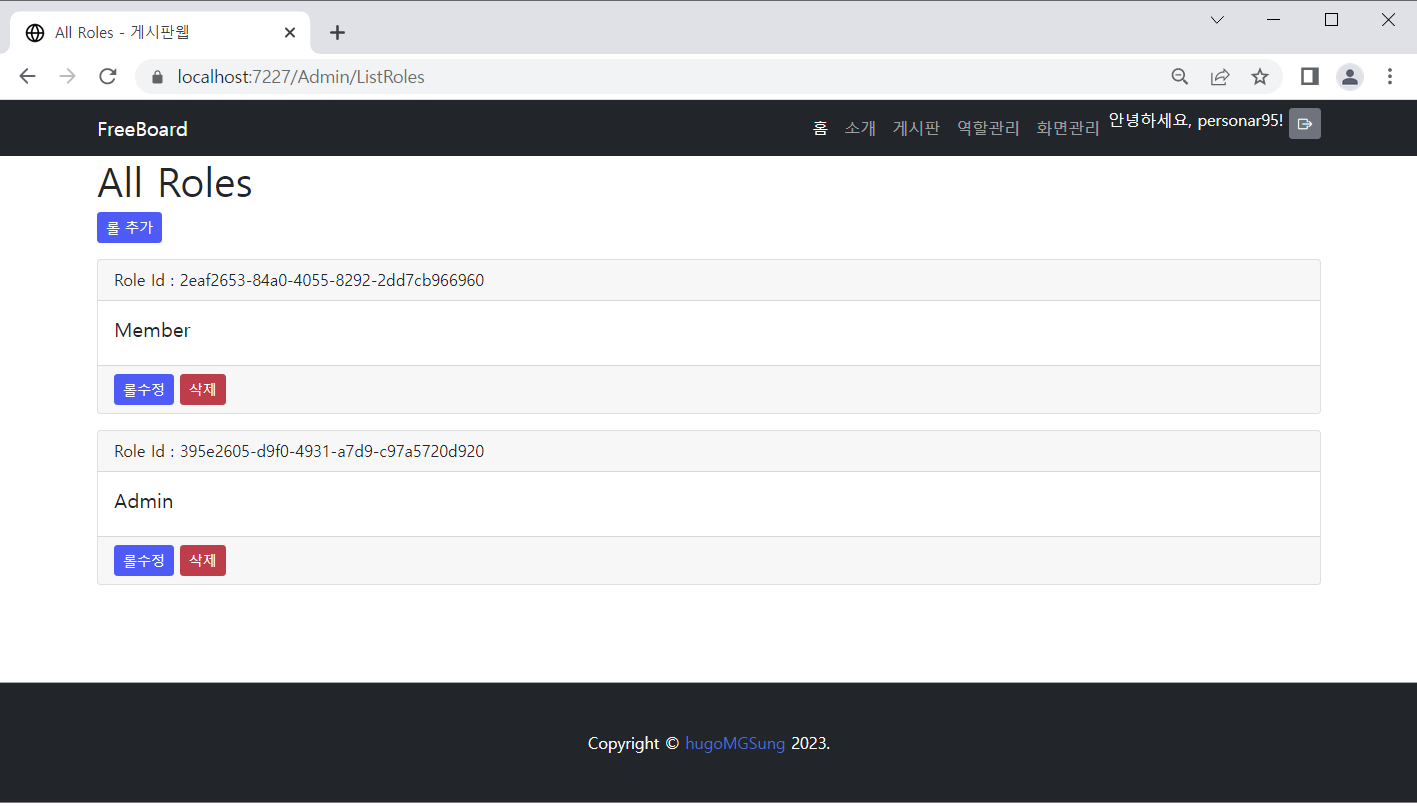 All Roles - 게시판웹
localhost:7227/Admin/ListRoles
FreeBoard 홈 소개 게시판 역할관리 화면관리 안녕하세요, personar95!
All Roles
롤 추가
Role Id : 2eaf2653-84a0-4055-8292-2dd7cb966960
Member
롤수정 삭제
Role Id : 395e2605-d9f0-4931-a7d9-c97a5720d920
Admin
롤수정 삭제
Copyright © hugoMGSung 2023.